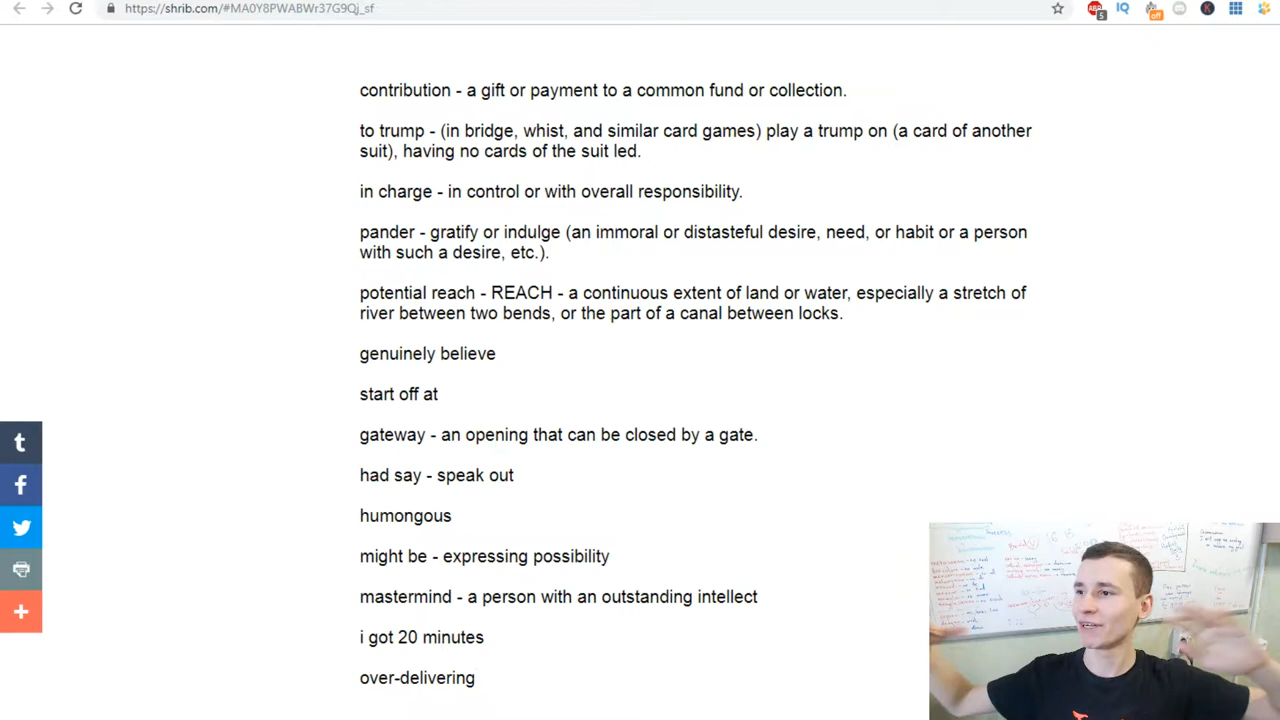 https://shrib.com/#MA0Y8PWABWr37G9Qj_sf
5
IQ
off
K
contribution - a gift or payment to a common fund or collection.
to trump - (in bridge, whist, and similar card games) play a trump on (a card of another
suit), having no cards of the suit led.
in charge - in control or with overall responsibility.
pander - gratify or indulge (an immoral or distasteful desire, need, or habit or a person
with such a desire, etc.).
potential reach - REACH - a continuous extent of land or water, especially a stretch of
river between two bends, or the part of a canal between locks.
genuinely believe
start off at
gateway - an opening that can be closed by a gate.
had say - speak out
humongous
might be - expressing possibility
mastermind - a person with an outstanding intellect
i got 20 minutes
over-delivering